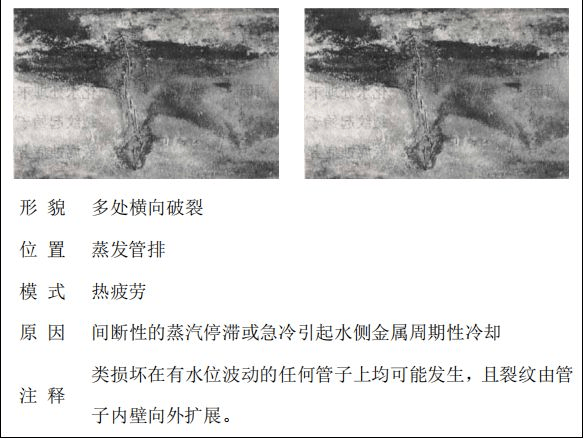 形 貌 多处横向破裂
位 置 蒸发管排
模 式 热疲劳
原 因 间断性的蒸汽停滞或急冷引起水侧金属周期性冷却
注 释 类损坏在有水位波动的任何管子上均可能发生，且裂纹由管
子内壁向外扩展。